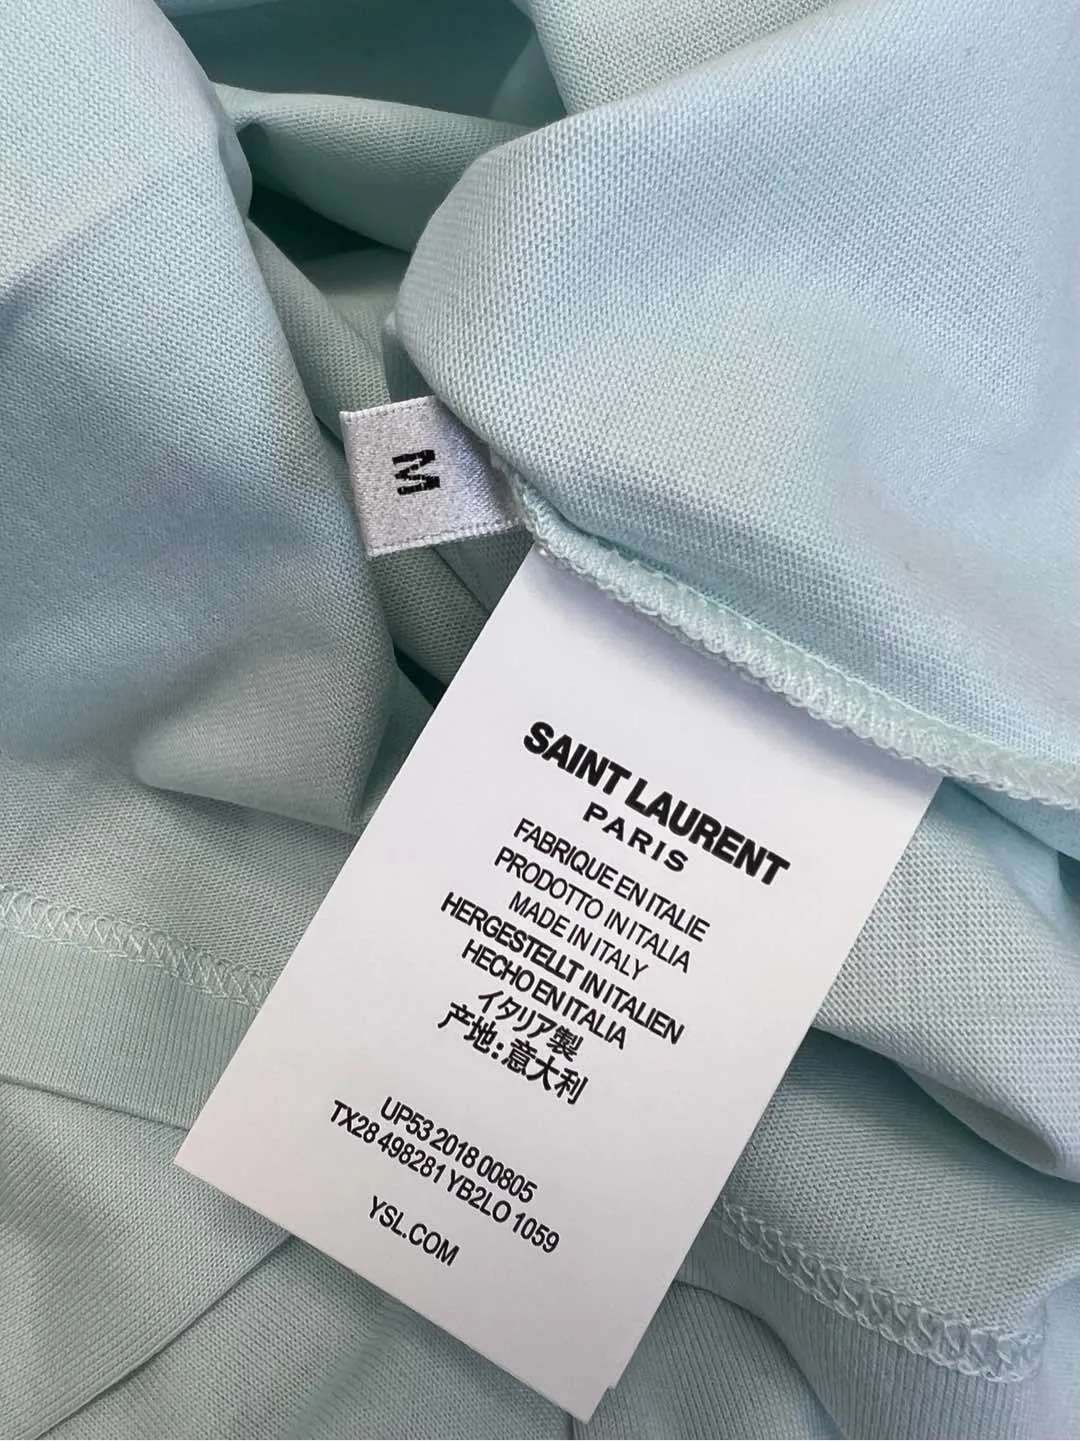 M
SAINT LAURENT
PARIS
FABRIQUE EN ITALIE
PRODOTTO IN ITALIA
MADE IN ITALY
HERGESTELLT IN ITALIEN
HECHO EN ITALIA
イタリア製
产地:意大利
UP53 2018 00805
TX28 498281 YB2LO 1059
YSL.COM